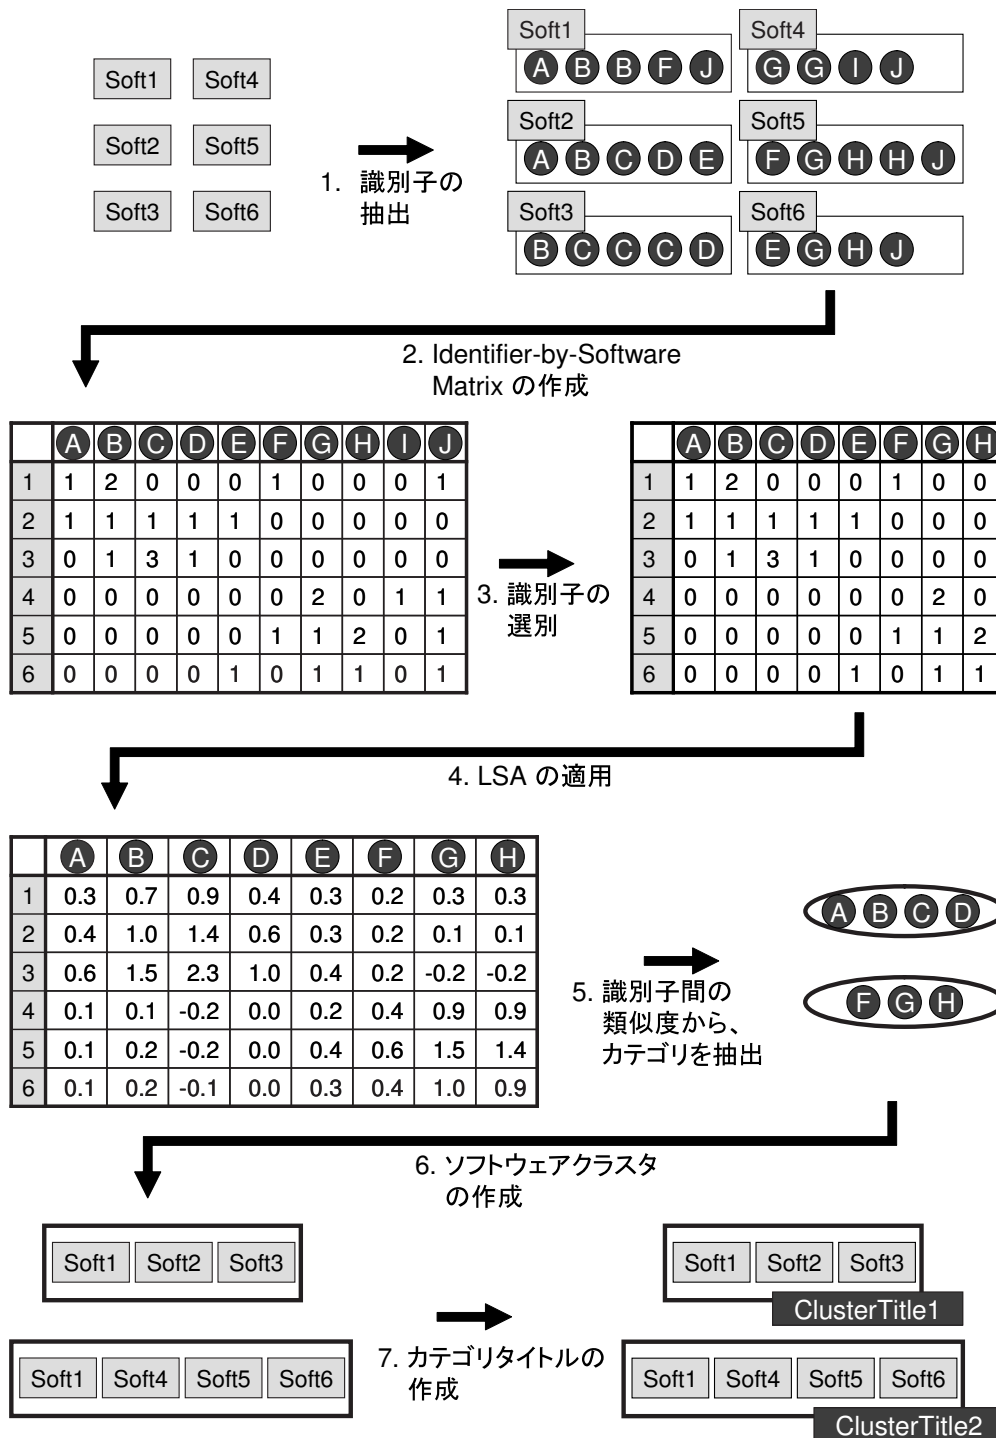 Soft1 Soft4
Soft2 Soft5
Soft3 Soft6
1. 識別子の
抽出
Soft1
A B B F J
Soft4
G G I J
Soft2
A B C D E
Soft5
F G H H J
Soft3
B C C C D
Soft6
E G H J
2. Identifier-by-Software
Matrix の作成
A B C D E F G H I J
1 1 2 0 0 0 1 0 0 0 1
2 1 1 1 1 1 0 0 0 0 0
3 0 1 3 1 0 0 0 0 0 0
4 0 0 0 0 0 0 2 0 1 1
5 0 0 0 0 0 1 1 2 0 1
6 0 0 0 0 1 0 1 1 0 1
3. 識別子の
選別
A B C D E F G H
1 1 2 0 0 0 1 0 0
2 1 1 1 1 1 0 0 0
3 0 1 3 1 0 0 0 0
4 0 0 0 0 0 0 2 0
5 0 0 0 0 0 1 1 2
6 0 0 0 0 1 0 1 1
4. LSA の適用
A B C D E F G H
1 0.3 0.7 0.9 0.4 0.3 0.2 0.3 0.3
2 0.4 1.0 1.4 0.6 0.3 0.2 0.1 0.1
3 0.6 1.5 2.3 1.0 0.4 0.2 -0.2 -0.2
4 0.1 0.1 -0.2 0.0 0.2 0.4 0.9 0.9
5 0.1 0.2 -0.2 0.0 0.4 0.6 1.5 1.4
6 0.1 0.2 -0.1 0.0 0.3 0.4 1.0 0.9
5. 識別子間の
類似度から、
カテゴリを抽出
A B C D
F G H
6. ソフトウェアクラスタ
の作成
Soft1 Soft2 Soft3
Soft1 Soft4 Soft5 Soft6
7. カテゴリタイトルの
作成
Soft1 Soft2 Soft3
ClusterTitle1
Soft1 Soft4 Soft5 Soft6
ClusterTitle2